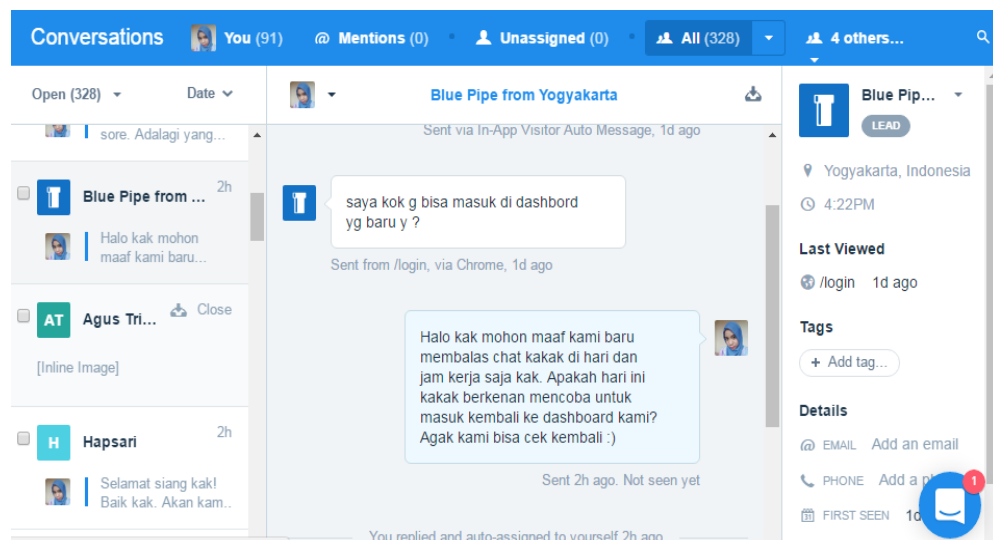 Conversations
You (91)
@ Mentions (0)
Unassigned (0)
All (328)
4 others...
Open (328)
Date
sore. Adalagi yang...
Blue Pipe from ...
2h
Halo kak mohon
maaf kami baru...
AT
Agus Tri...
Close
[Inline Image]
H
Hapsari
2h
Selamat siang kak!
Baik kak. Akan kam..
Blue Pipe from Yogyakarta
Sent via In-App Visitor Auto Message, 1d ago
saya kok g bisa masuk di dashbord
yg baru y ?
Sent from /login, via Chrome, 1d ago
Halo kak mohon maaf kami baru
membalas chat kakak di hari dan
jam kerja saja kak. Apakah hari ini
kakak berkenan mencoba untuk
masuk kembali ke dashboard kami?
Agak kami bisa cek kembali :)
Sent 2h ago. Not seen yet
You replied and auto-assigned to yourself 2h ago
Blue Pip...
LEAD
Yogyakarta, Indonesia
4:22PM
Last Viewed
/login 1d ago
Tags
+ Add tag...
Details
@ EMAIL Add an email
PHONE Add a
1
31 FIRST SEEN